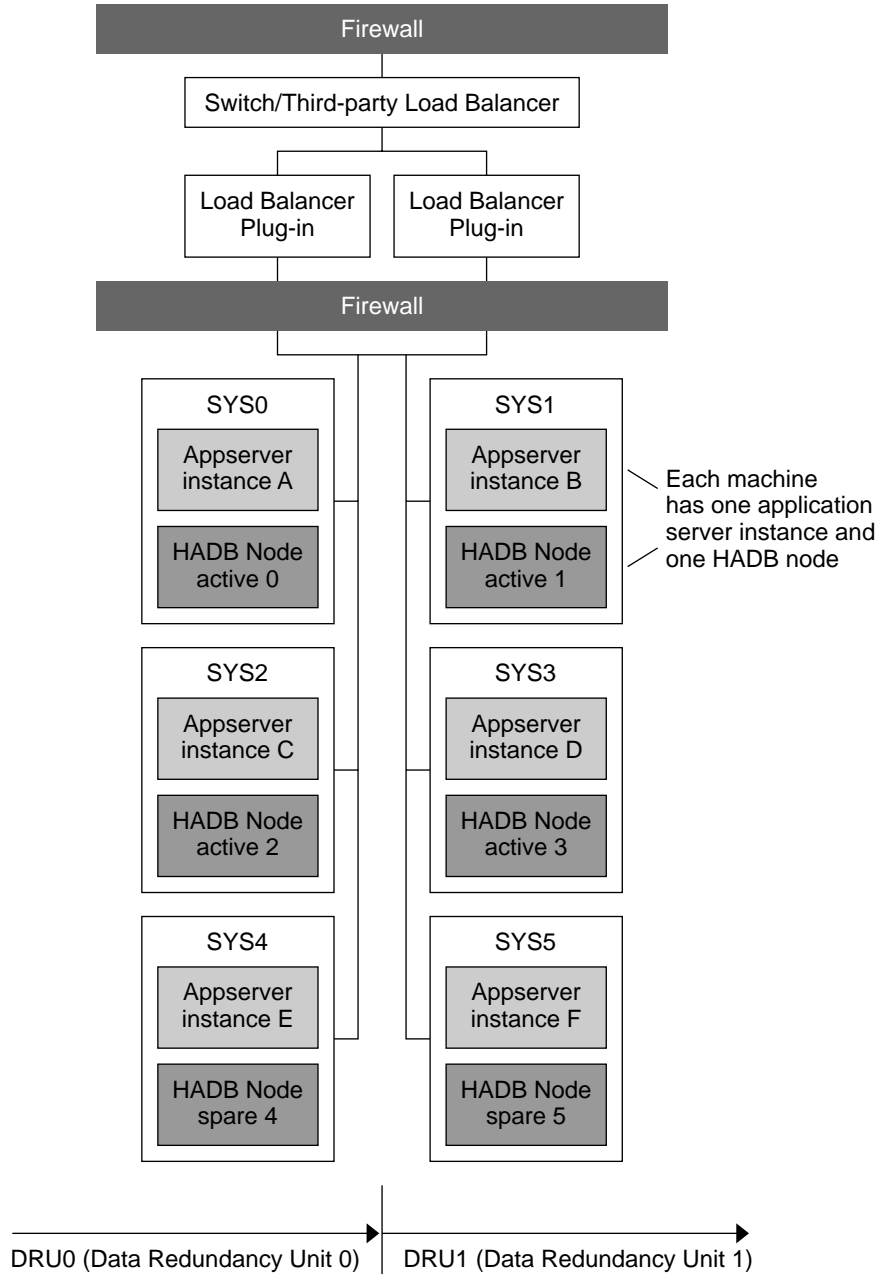 Firewall
Switch/Third-party Load Balancer
Load Balancer
Plug-in
Load Balancer
Plug-in
Firewall
SYS0
Appserver
instance A
HADB Node
active 0
SYS1
Appserver
instance B
HADB Node
active 1
Each machine
has one application
server instance and
one HADB node
SYS2
Appserver
instance C
HADB Node
active 2
SYS3
Appserver
instance D
HADB Node
active 3
SYS4
Appserver
instance E
HADB Node
spare 4
SYS5
Appserver
instance F
HADB Node
spare 5
DRU0 (Data Redundancy Unit 0)
DRU1 (Data Redundancy Unit 1)